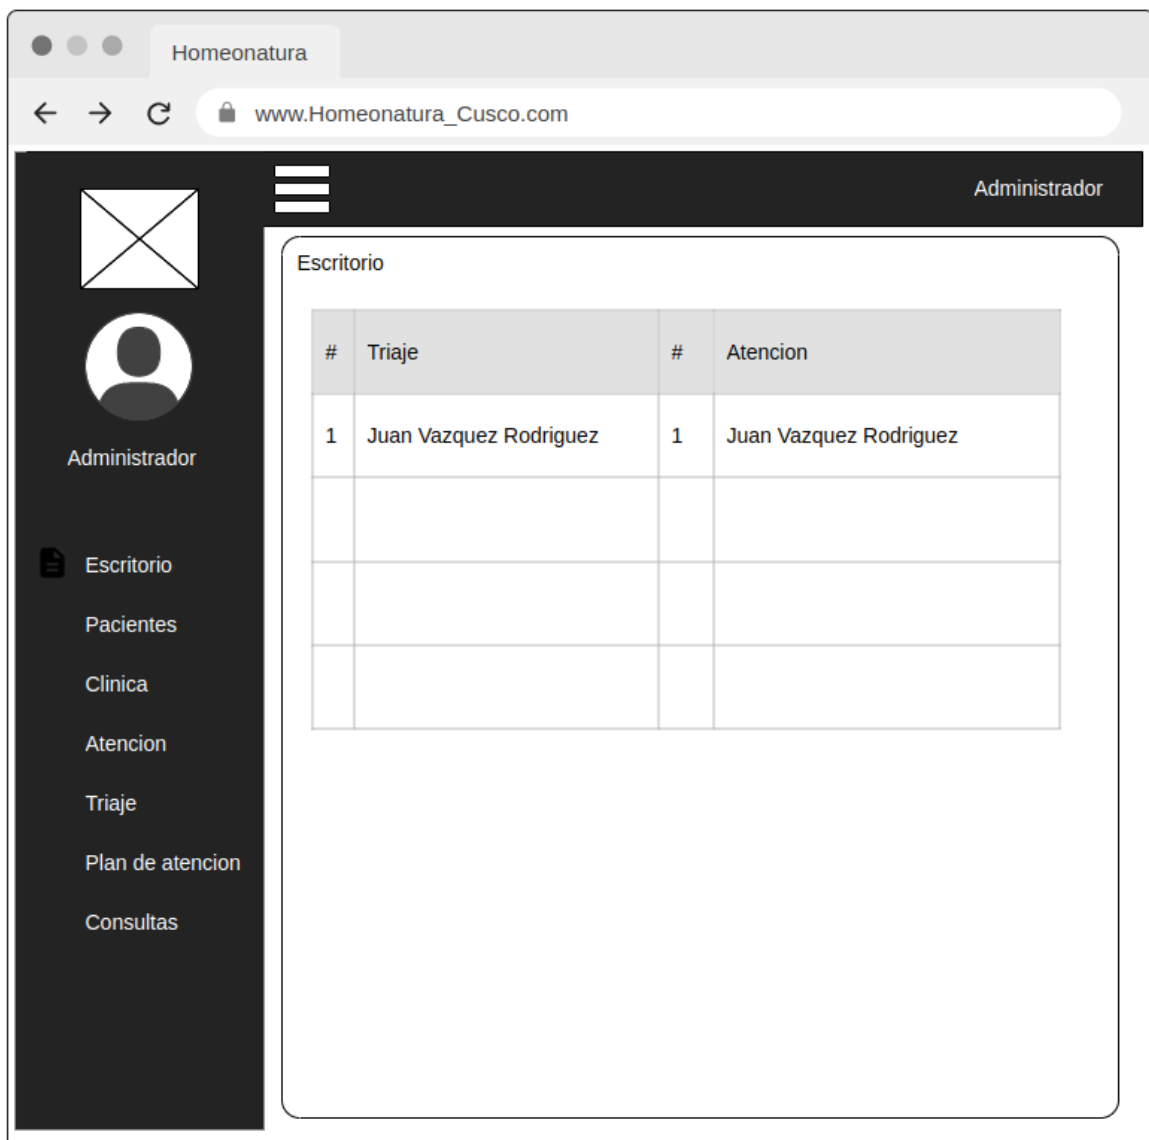 Homeonatura
www.Homeonatura_Cusco.com
Administrador
Administrador
Escritorio
Pacientes
Clinica
Atencion
Triaje
Plan de atencion
Consultas
Escritorio
# Triaje # Atencion
1 Juan Vazquez Rodriguez 1 Juan Vazquez Rodriguez